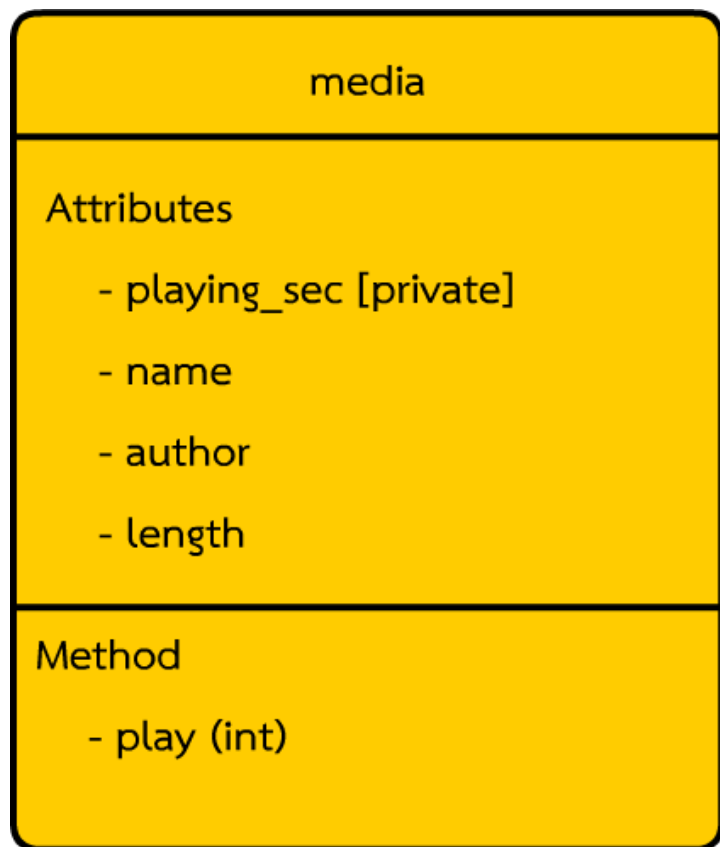 media
Attributes
- playing_sec [private]
- name
- author
- length
Method
- play (int)